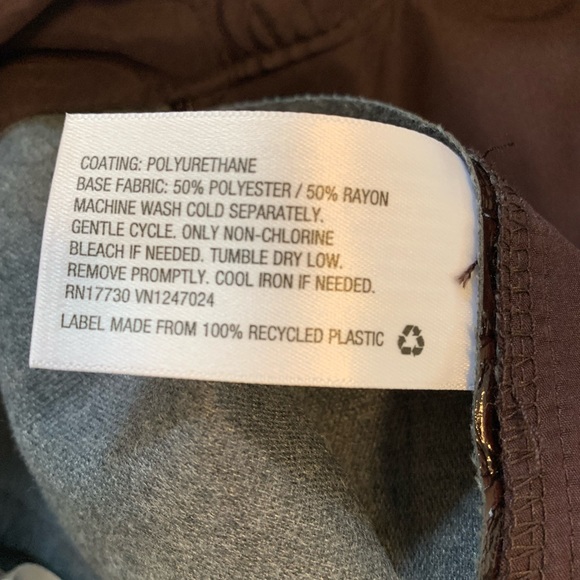 COATING: POLYURETHANE
BASE FABRIC: 50% POLYESTER / 50% RAYON
MACHINE WASH COLD SEPARATELY.
GENTLE CYCLE. ONLY NON-CHLORINE
BLEACH IF NEEDED. TUMBLE DRY LOW.
REMOVE PROMPTLY. COOL IRON IF NEEDED.
RN17730 VN1247024
LABEL MADE FROM 100% RECYCLED PLASTIC